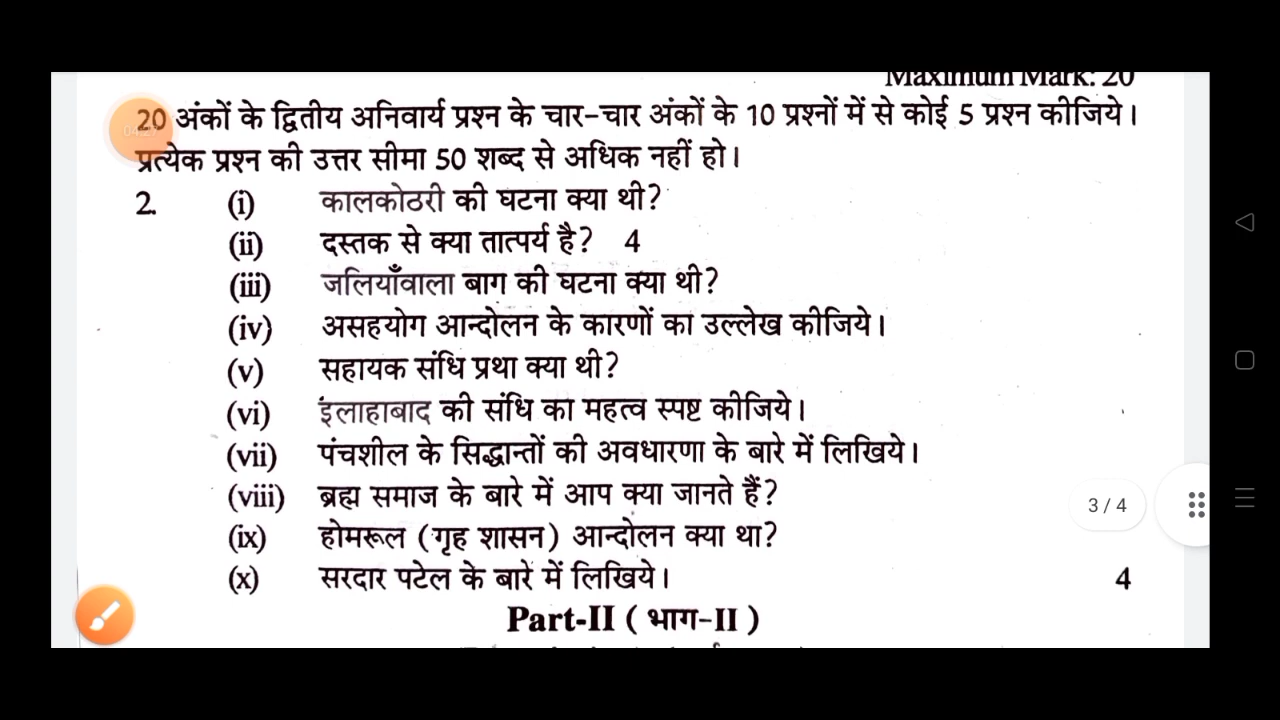 Maximum Mark: 20
20 अंकों के द्वितीय अनिवार्य प्रश्न के चार-चार अंकों के 10 प्रश्नों में से कोई 5 प्रश्न कीजिये।
प्रत्येक प्रश्न की उत्तर सीमा 50 शब्द से अधिक नहीं हो।
2. (i) कालकोठरी की घटना क्या थी?
(ii) दस्तक से क्या तात्पर्य है? 4
(iii) जलियाँवाला बाग की घटना क्या थी?
(iv) असहयोग आन्दोलन के कारणों का उल्लेख कीजिये।
(v) सहायक संधि प्रथा क्या थी?
(vi) इंलाहाबाद की संधि का महत्व स्पष्ट कीजिये।
(vii) पंचशील के सिद्धान्तों की अवधारणा के बारे में लिखिये।
(viii) ब्रह्म समाज के बारे में आप क्या जानते हैं?
3 / 4
(ix) होमरूल (गृह शासन) आन्दोलन क्या था?
(x) सरदार पटेल के बारे में लिखिये। 4
Part-II ( भाग-II )